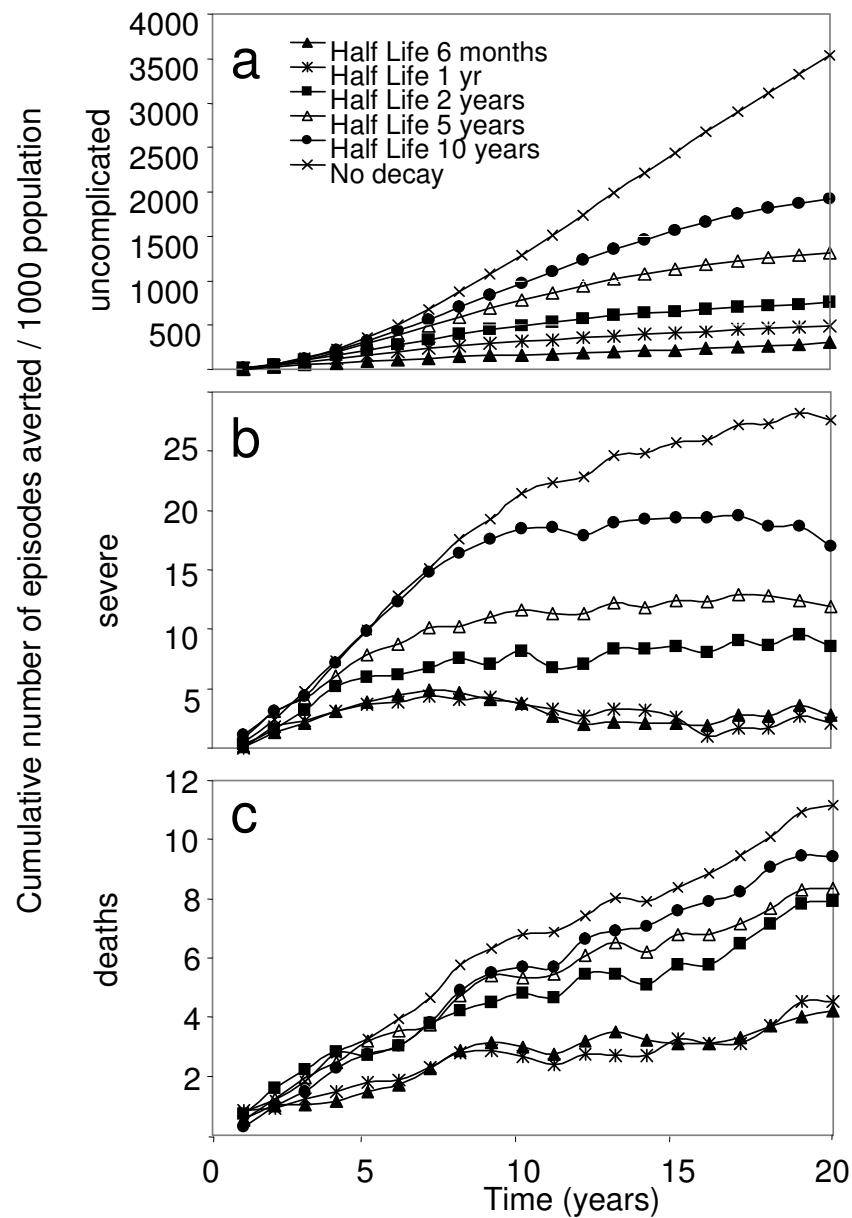 Cumulative number of episodes averted / 1000 population
uncomplicated
4000
3500
3000
2500
2000
1500
1000
500
a
Half Life 6 months
Half Life 1 yr
Half Life 2 years
Half Life 5 years
Half Life 10 years
No decay
severe
25
20
15
10
5
b
deaths
12
10
8
6
4
2
c
0 5 10 15 20
Time (years)